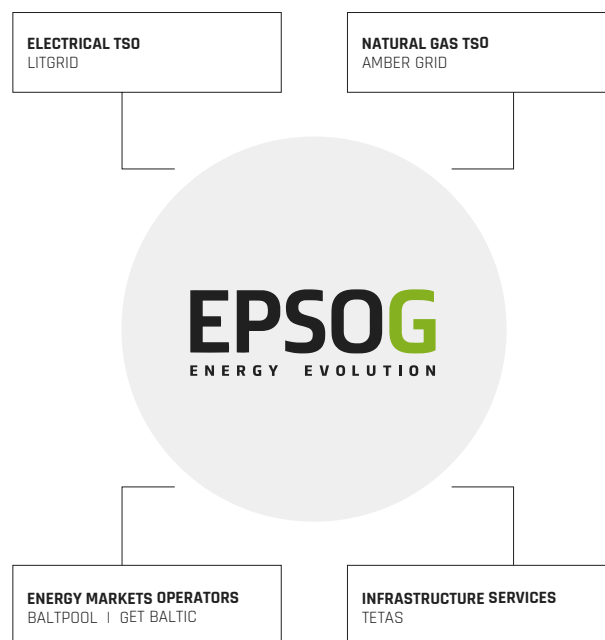 ELECTRICAL TSO
LITGRID
NATURAL GAS TSO
AMBER GRID
EPSOG
ENERGY EVOLUTION
ENERGY MARKETS OPERATORS
BALTPOOL | GET BALTIC
INFRASTRUCTURE SERVICES
TETAS